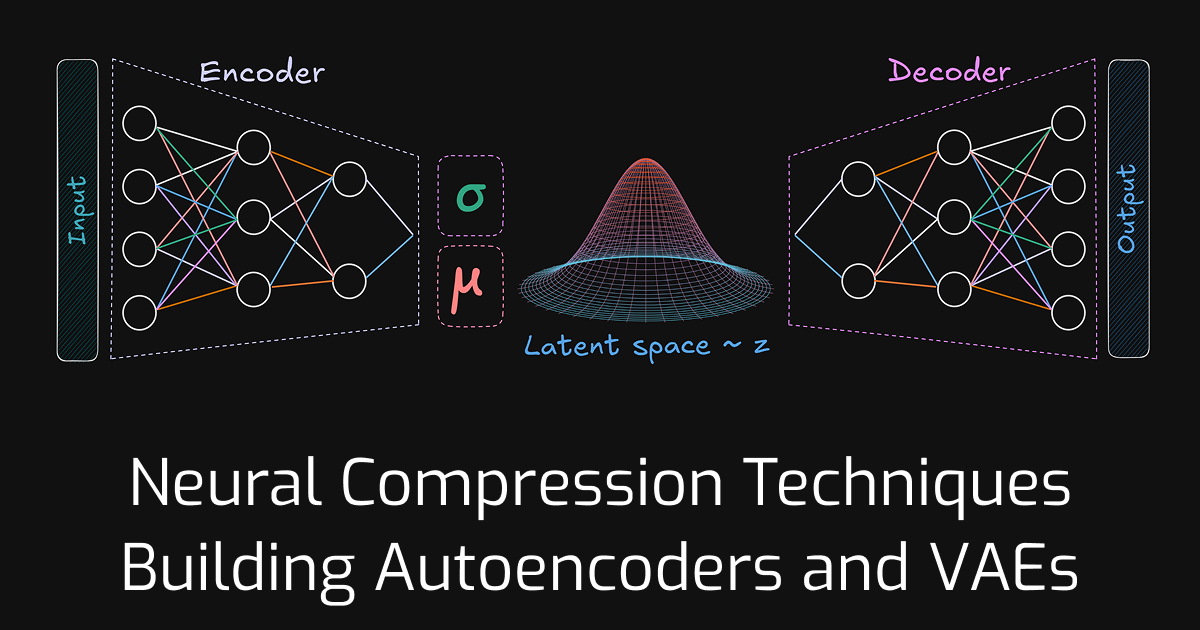 Encoder
Decoder
Input
σ
μ
Latent space ~ z
Output
Neural Compression Techniques
Building Autoencoders and VAEs